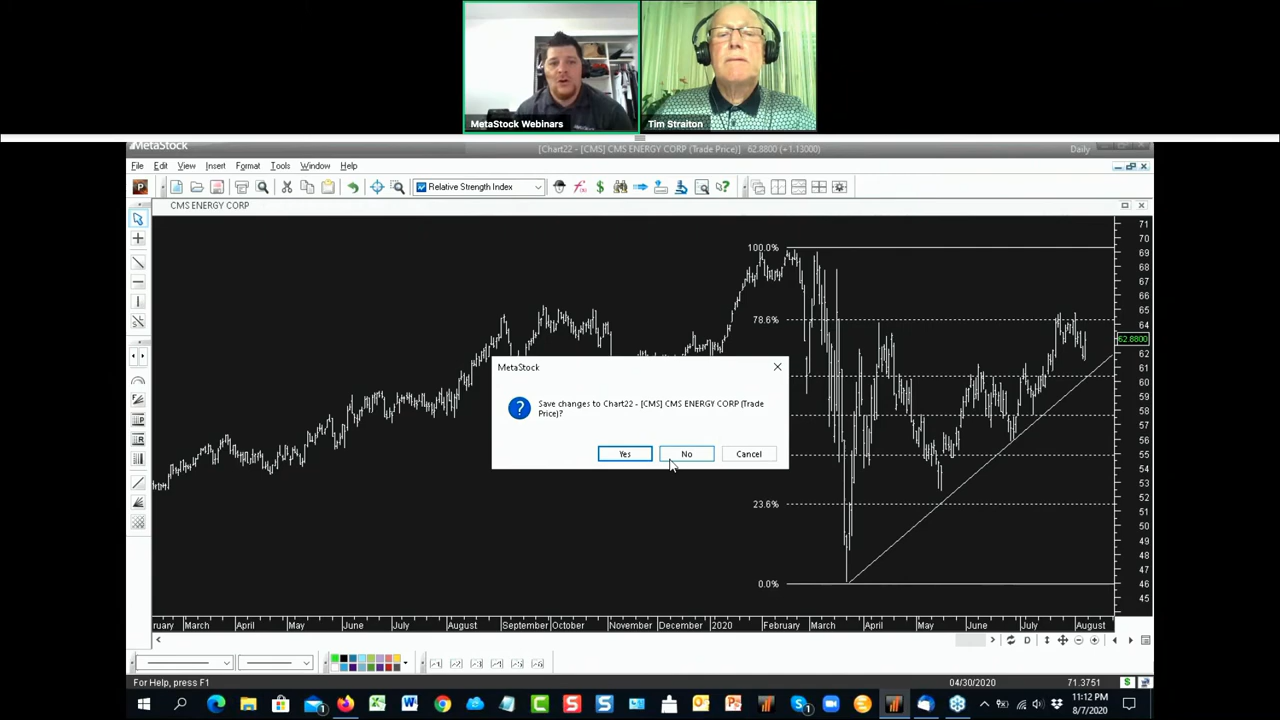 MetaStock Webinars
Tim Straiton
MetaStock
[Chart22 - [CMS] CMS ENERGY CORP (Trade Price)] 62.8800 (+1.13000)
Daily
File Edit View Insert Format Tools Window Help
Relative Strength Index
CMS ENERGY CORP
71
70
69
68
67
66
65
64
62.8800
62
61
60
59
58
57
56
55
54
53
52
51
50
49
48
47
46
45
100.0%
78.6%
23.6%
0.0%
MetaStock
Save changes to Chart22 - [CMS] CMS ENERGY CORP (Trade
Price)?
Yes No Cancel
ruary March April May June July August September October November December 2020 February March April May June July August
For Help, press F1
04/30/2020 71.3751
11:12 PM
8/7/2020